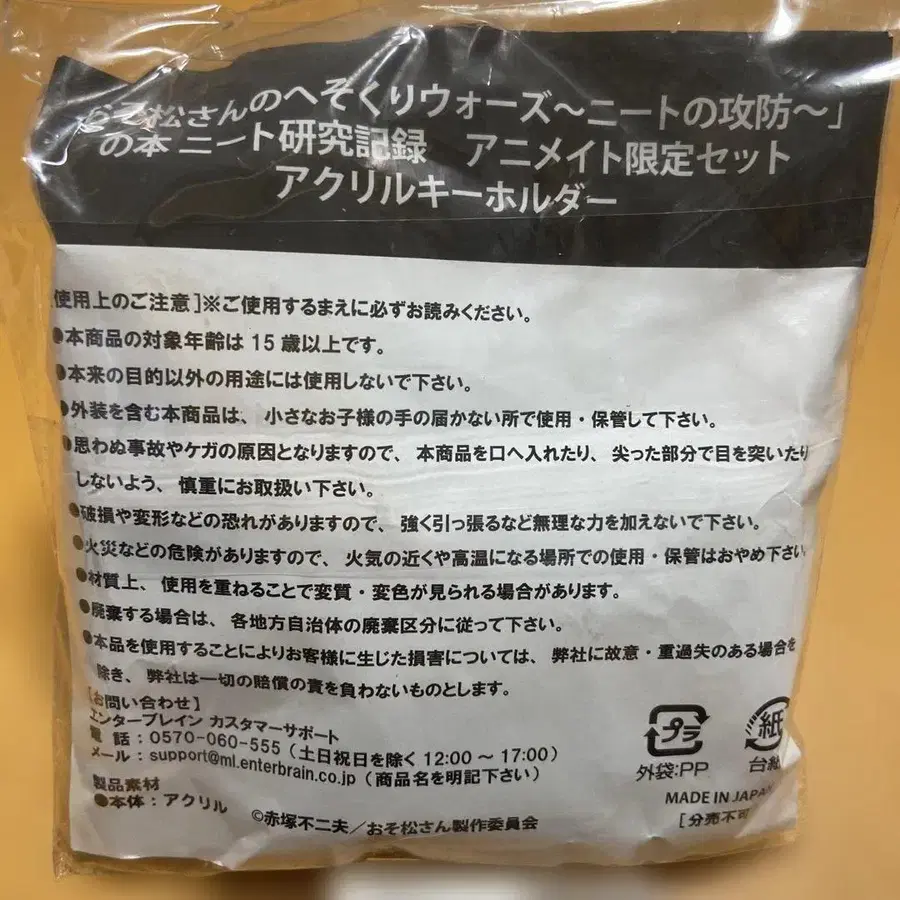 おそ松さんのへそくりウォーズ～ニートの攻防～」
の本 ニート研究記録　アニメイト限定セット
アクリルキーホルダー
使用上のご注意]※ご使用するまえに必ずお読みください。
●本商品の対象年齢は15歳以上です。
●本来の目的以外の用途には使用しないで下さい。
●外装を含む本商品は、小さなお子様の手の届かない所で使用・保管して下さい。
●思わぬ事故やケガの原因となりますので、本商品を口へ入れたり、尖った部分で目を突いたり
しないよう、慎重にお取扱い下さい。
●破損や変形などの恐れがありますので、強く引っ張るなど無理な力を加えないで下さい。
●火災などの危険がありますので、火気の近くや高温になる場所での使用・保管はおやめ下さい。
●材質上、使用を重ねることで変質・変色が見られる場合があります。
●廃棄する場合は、各地方自治体の廃棄区分に従って下さい。
●本品を使用することによりお客様に生じた損害については、弊社に故意・重過失のある場合を
除き、弊社は一切の賠償の責を負わないものとします。
【お問い合わせ】
エンターブレイン カスタマーサポート
電話：0570-060-555（土日祝日を除く 12:00～17:00）
メール：support@ml.enterbrain.co.jp（商品名を明記下さい）
製品素材
●本体：アクリル
©赤塚不二夫／おそ松さん製作委員会
プラ
外袋:PP
紙
台紙
MADE IN JAPAN
[分売不可